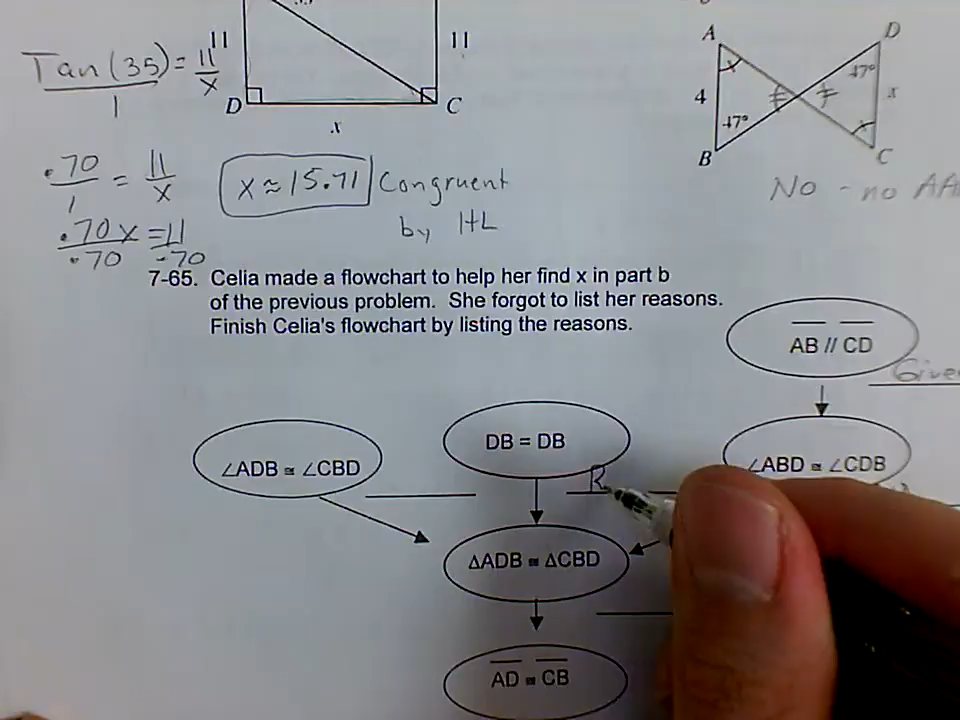 11
11
Tan(35) = 11
1
x
D
C
x
A
D
x
47°
4
x
47°
x
B
C
.70 = 11
1
x
x ≈ 15.71
Congruent
by HL
No - no
.70x = 11
.70 .70
7-65. Celia made a flowchart to help her find x in part b
of the previous problem. She forgot to list her reasons.
Finish Celia's flowchart by listing the reasons.
AB // CD
Given
∠ADB ≅ ∠CBD
DB = DB
∠ABD ≅ ∠CDB
R
ΔADB ≅ ΔCBD
AD ≅ CB